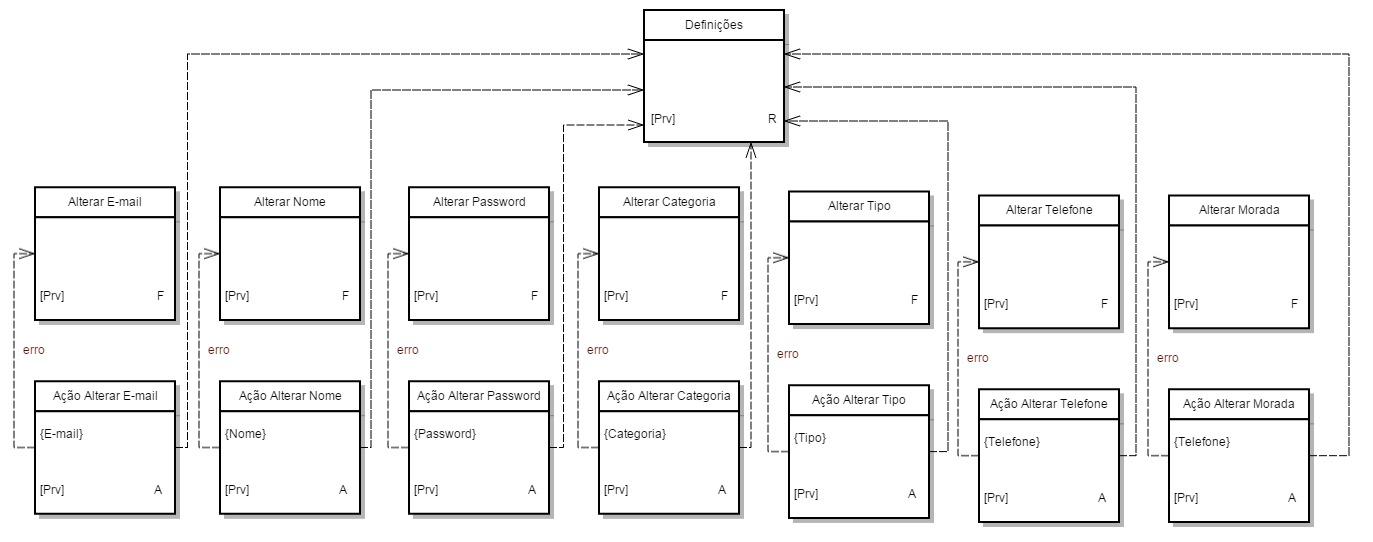 Definições
[Prv] R
Alterar E-mail
[Prv] F
Alterar Nome
[Prv] F
Alterar Password
[Prv] F
Alterar Categoria
[Prv] F
Alterar Tipo
[Prv] F
Alterar Telefone
[Prv] F
Alterar Morada
[Prv] F
erro
erro
erro
erro
erro
erro
erro
Ação Alterar E-mail
{E-mail}
[Prv] A
Ação Alterar Nome
{Nome}
[Prv] A
Ação Alterar Password
{Password}
[Prv] A
Ação Alterar Categoria
{Categoria}
[Prv] A
Ação Alterar Tipo
{Tipo}
[Prv] A
Ação Alterar Telefone
{Telefone}
[Prv] A
Ação Alterar Morada
{Telefone}
[Prv] A